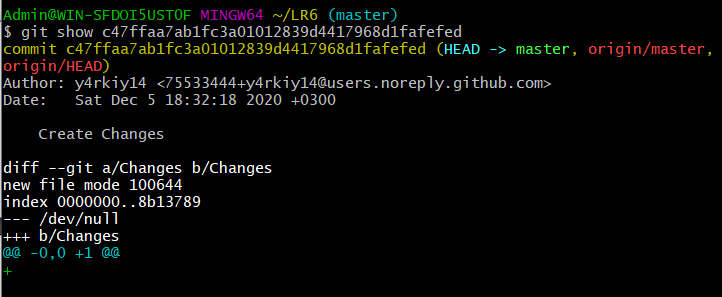 Admin@WIN-SFDOI5UST0F MINGW64 ~/LR6 (master)
$ git show c47ffaa7ab1fc3a01012839d4417968d1fafefed
commit c47ffaa7ab1fc3a01012839d4417968d1fafefed (HEAD -> master, origin/master,
origin/HEAD)
Author: y4rkiy14 <75533444+y4rkiy14@users.noreply.github.com>
Date:   Sat Dec 5 18:32:18 2020 +0300
    Create Changes
diff --git a/Changes b/Changes
new file mode 100644
index 0000000..8b13789
--- /dev/null
+++ b/Changes
@@ -0,0 +1 @@
+